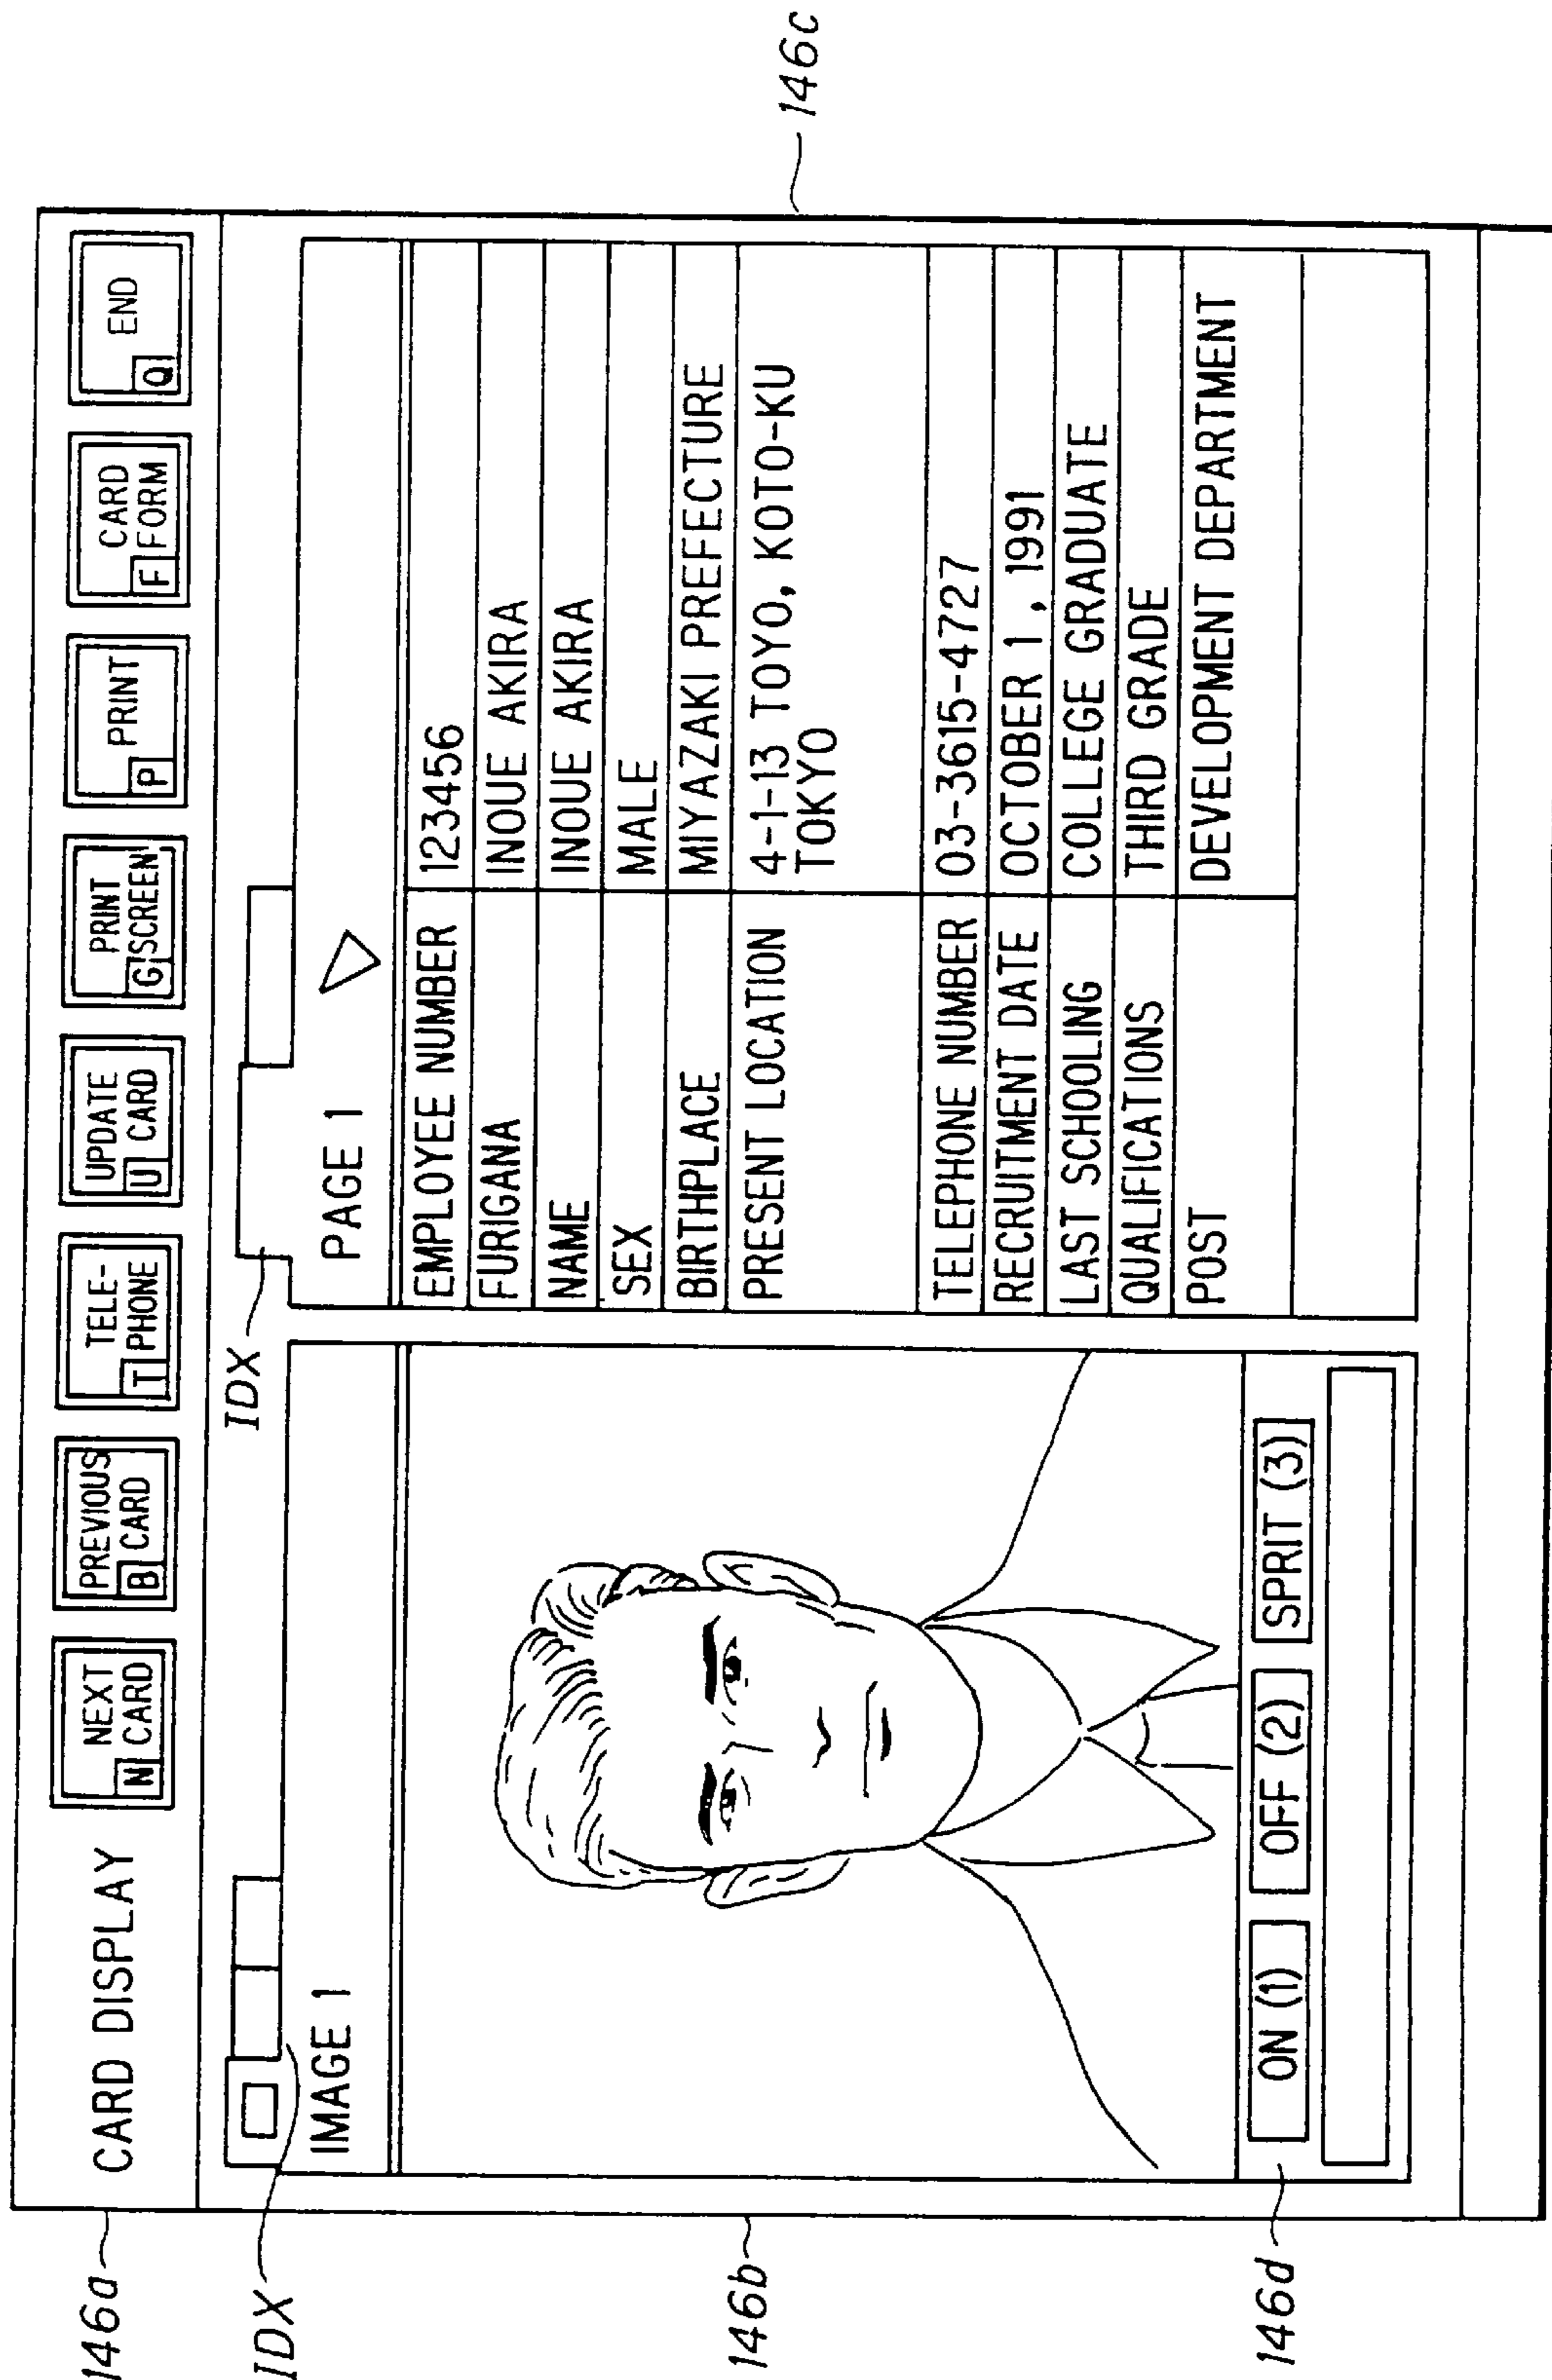 146a
CARD DISPLAY
NEXT
N CARD
PREVIOUS
B CARD
TELE-
T PHONE
UPDATE
U CARD
PRINT
G SCREEN
P PRINT
CARD
F FORM
Q END
IDX
IDX
IMAGE 1
PAGE 1
EMPLOYEE NUMBER 123456
FURIGANA INOUE AKIRA
NAME INOUE AKIRA
SEX MALE
BIRTHPLACE MIYAZAKI PREFECTURE
PRESENT LOCATION 4-1-13 TOYO, KOTO-KU
TOKYO
TELEPHONE NUMBER 03-3615-4727
RECRUITMENT DATE OCTOBER 1, 1991
LAST SCHOOLING COLLEGE GRADUATE
QUALIFICATIONS THIRD GRADE
POST DEVELOPMENT DEPARTMENT
146b
146c
146d
ON (1) OFF (2) SPRIT (3)